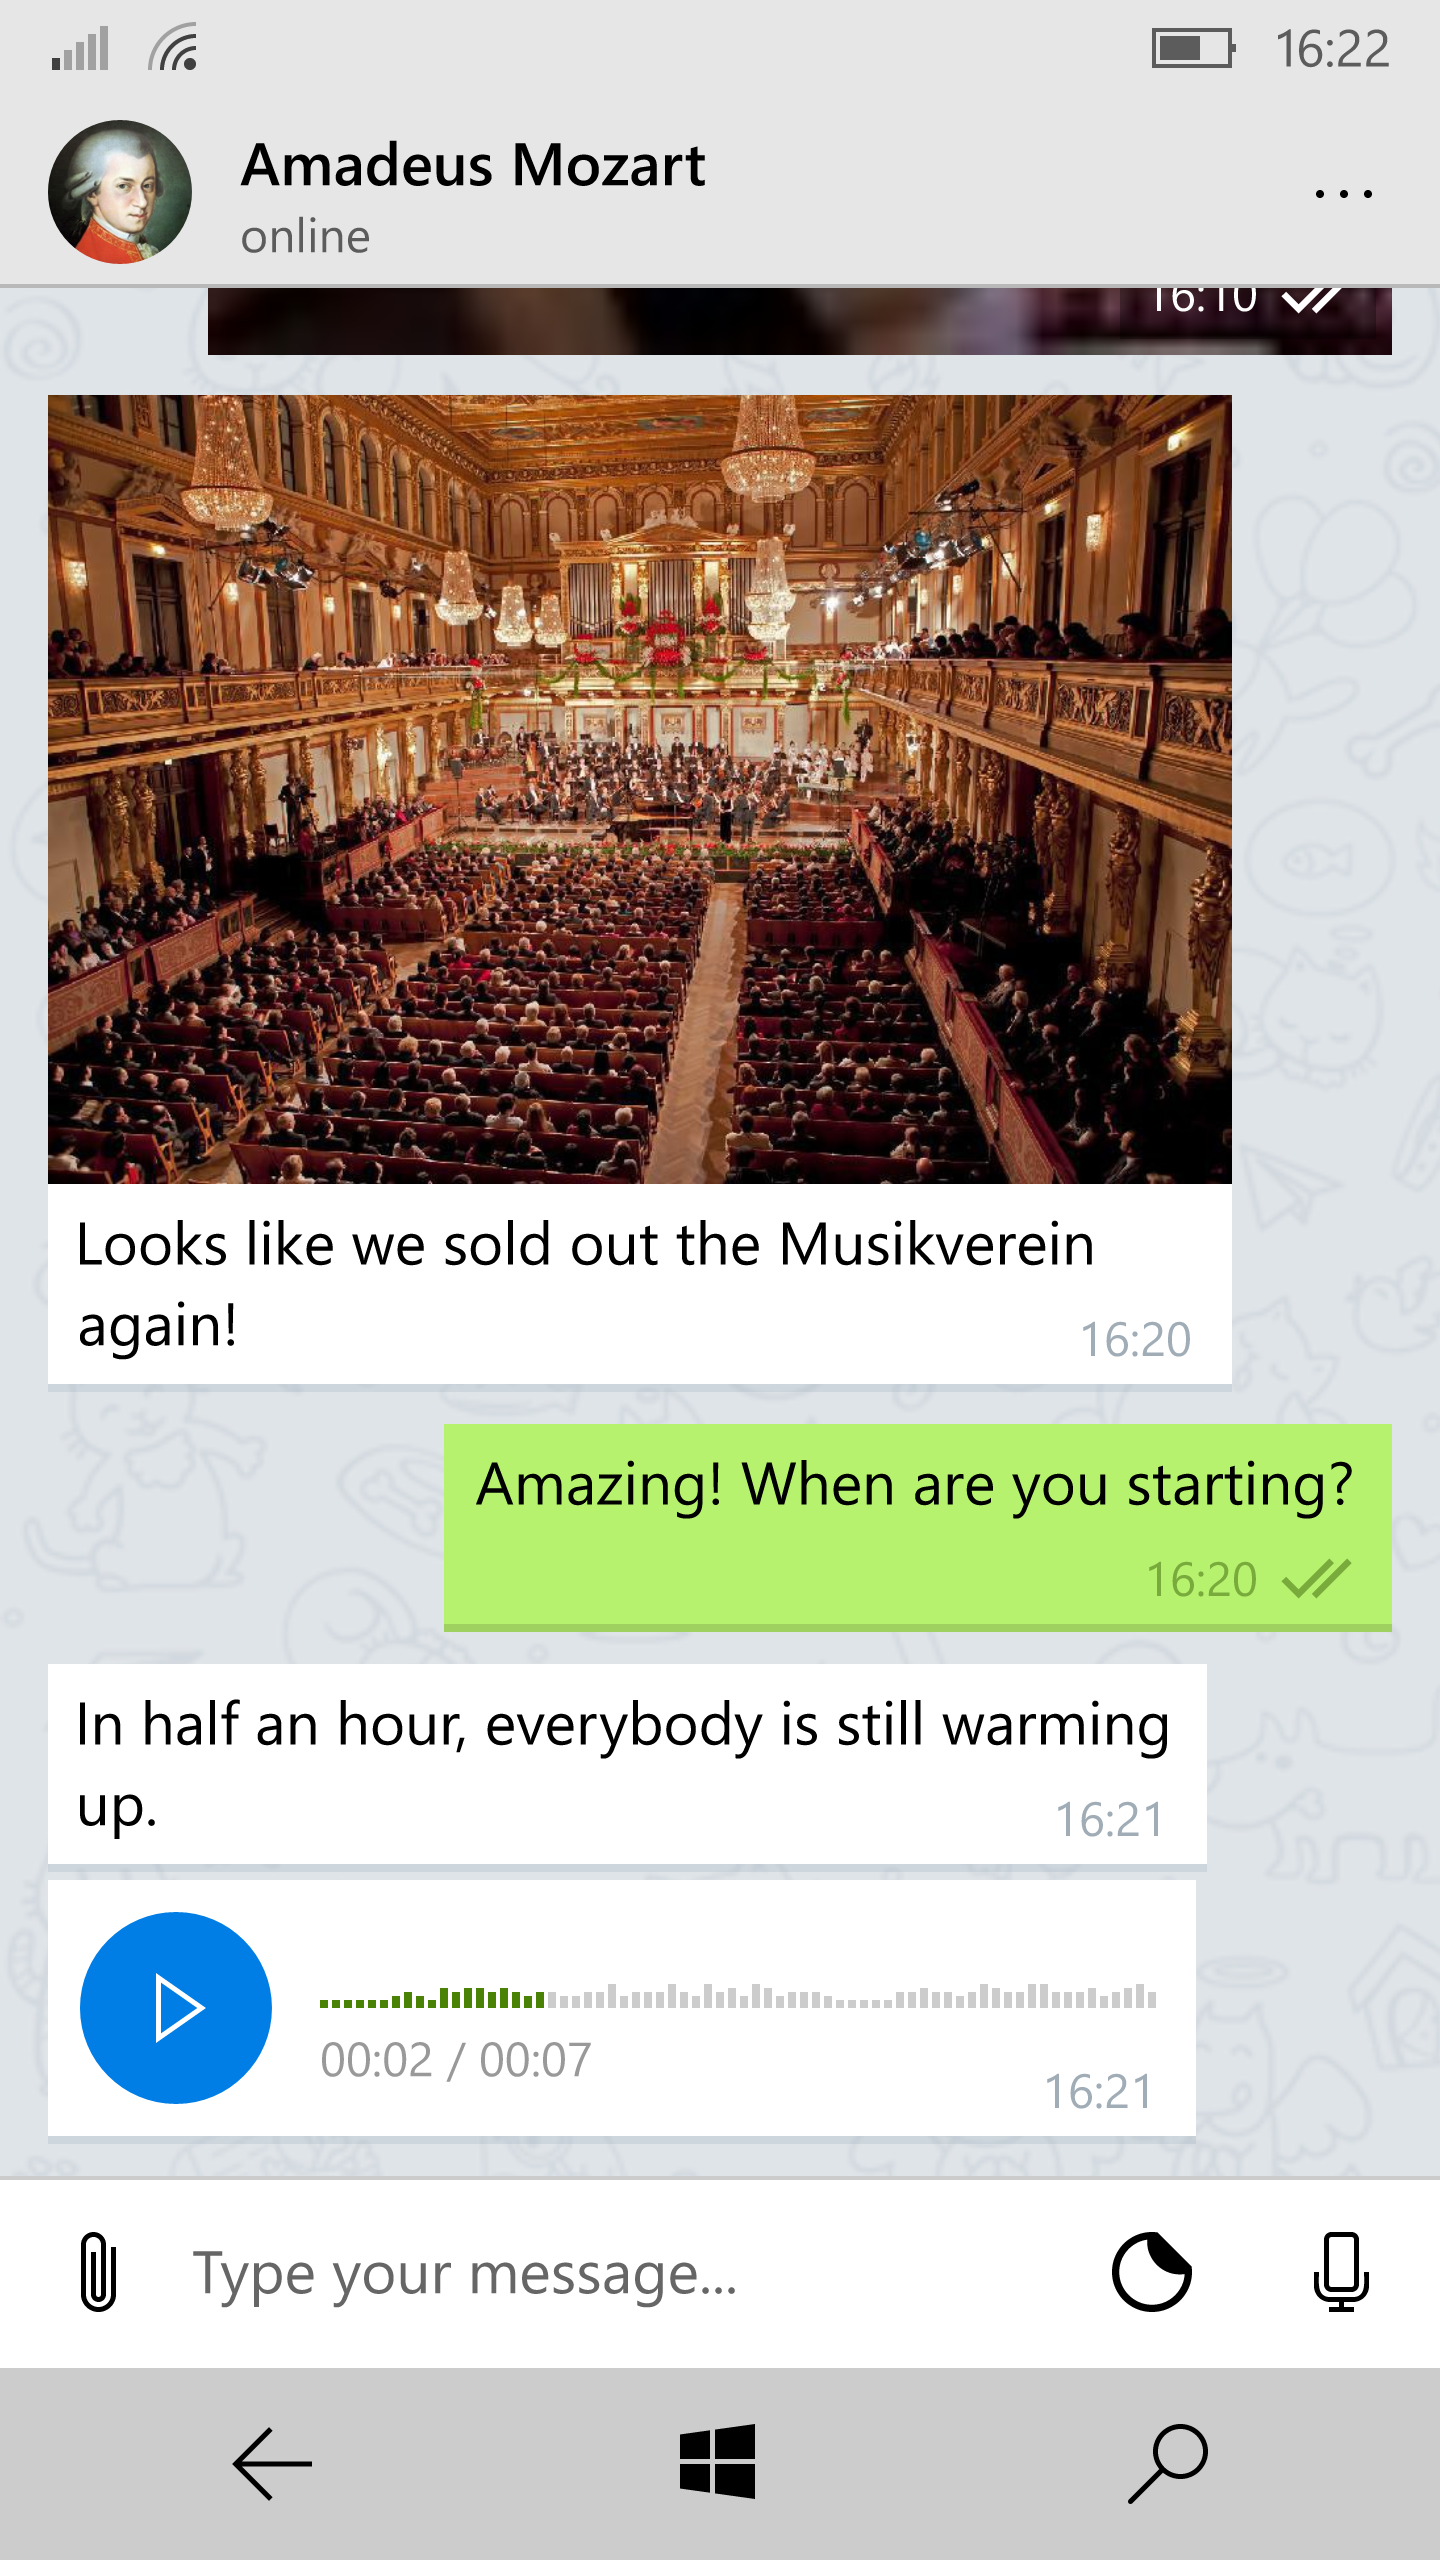 16:22
Amadeus Mozart
online
16:10
Looks like we sold out the Musikverein
again!
16:20
Amazing! When are you starting?
16:20
In half an hour, everybody is still warming
up.
16:21
00:02 / 00:07
16:21
Type your message...